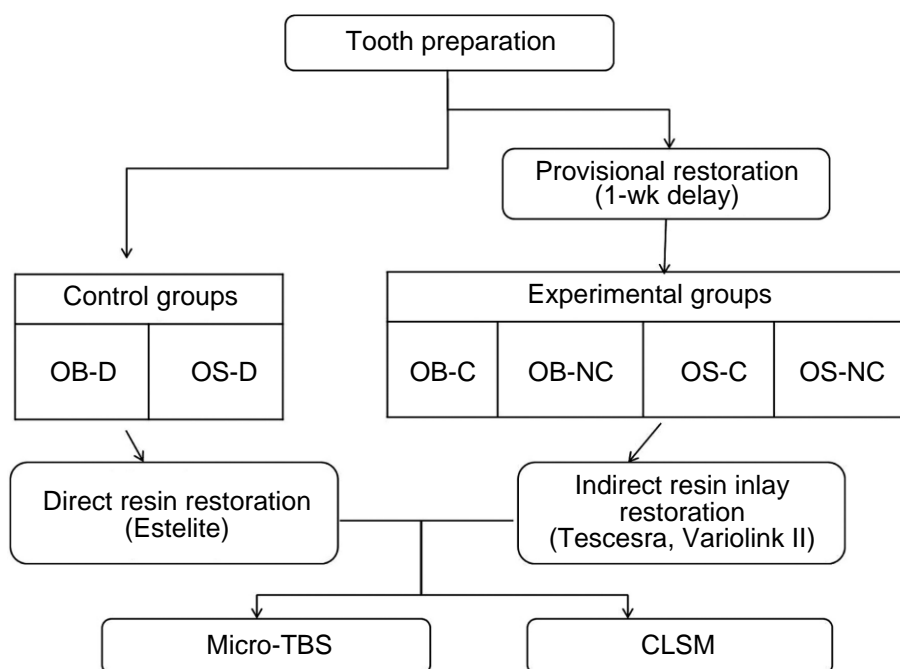 Tooth preparation
Provisional restoration
(1-wk delay)
Control groups
OB-D
OS-D
Experimental groups
OB-C
OB-NC
OS-C
OS-NC
Direct resin restoration
(Estelite)
Indirect resin inlay
restoration
(Tescesra, Variolink II)
Micro-TBS
CLSM